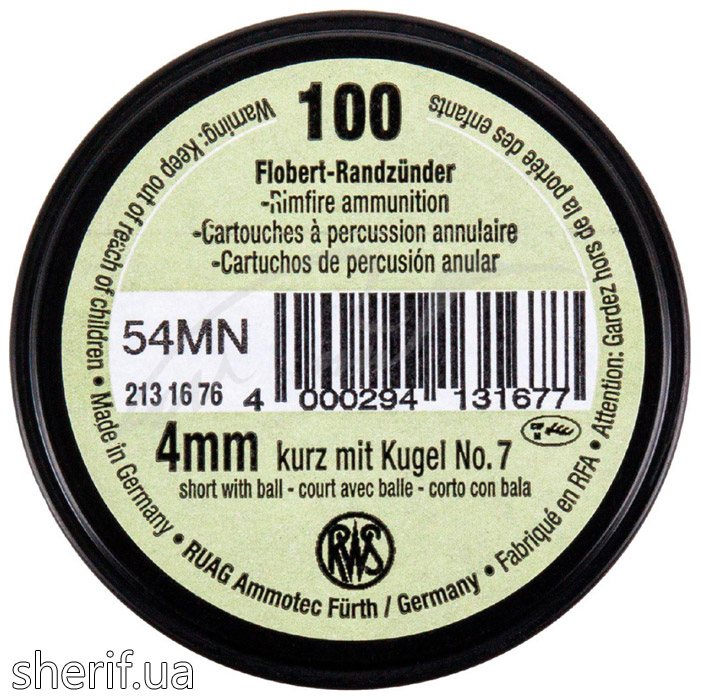 100
Flobert-Randzünder
-Rimfire ammunition
-Cartouches à percussion annulaire
-Cartuchos de percusión anular
54MN
213 16 76
4 000294 131677
4mm kurz mit Kugel No. 7
short with ball - court avec balle - corto con bala
RWS
Warning: Keep out of reach of children • Made in Germany • RUAG Ammotec Fürth / Germany • Fabriqué en RFA • Attention: Gardez hors de la portée des enfants
sherif.ua